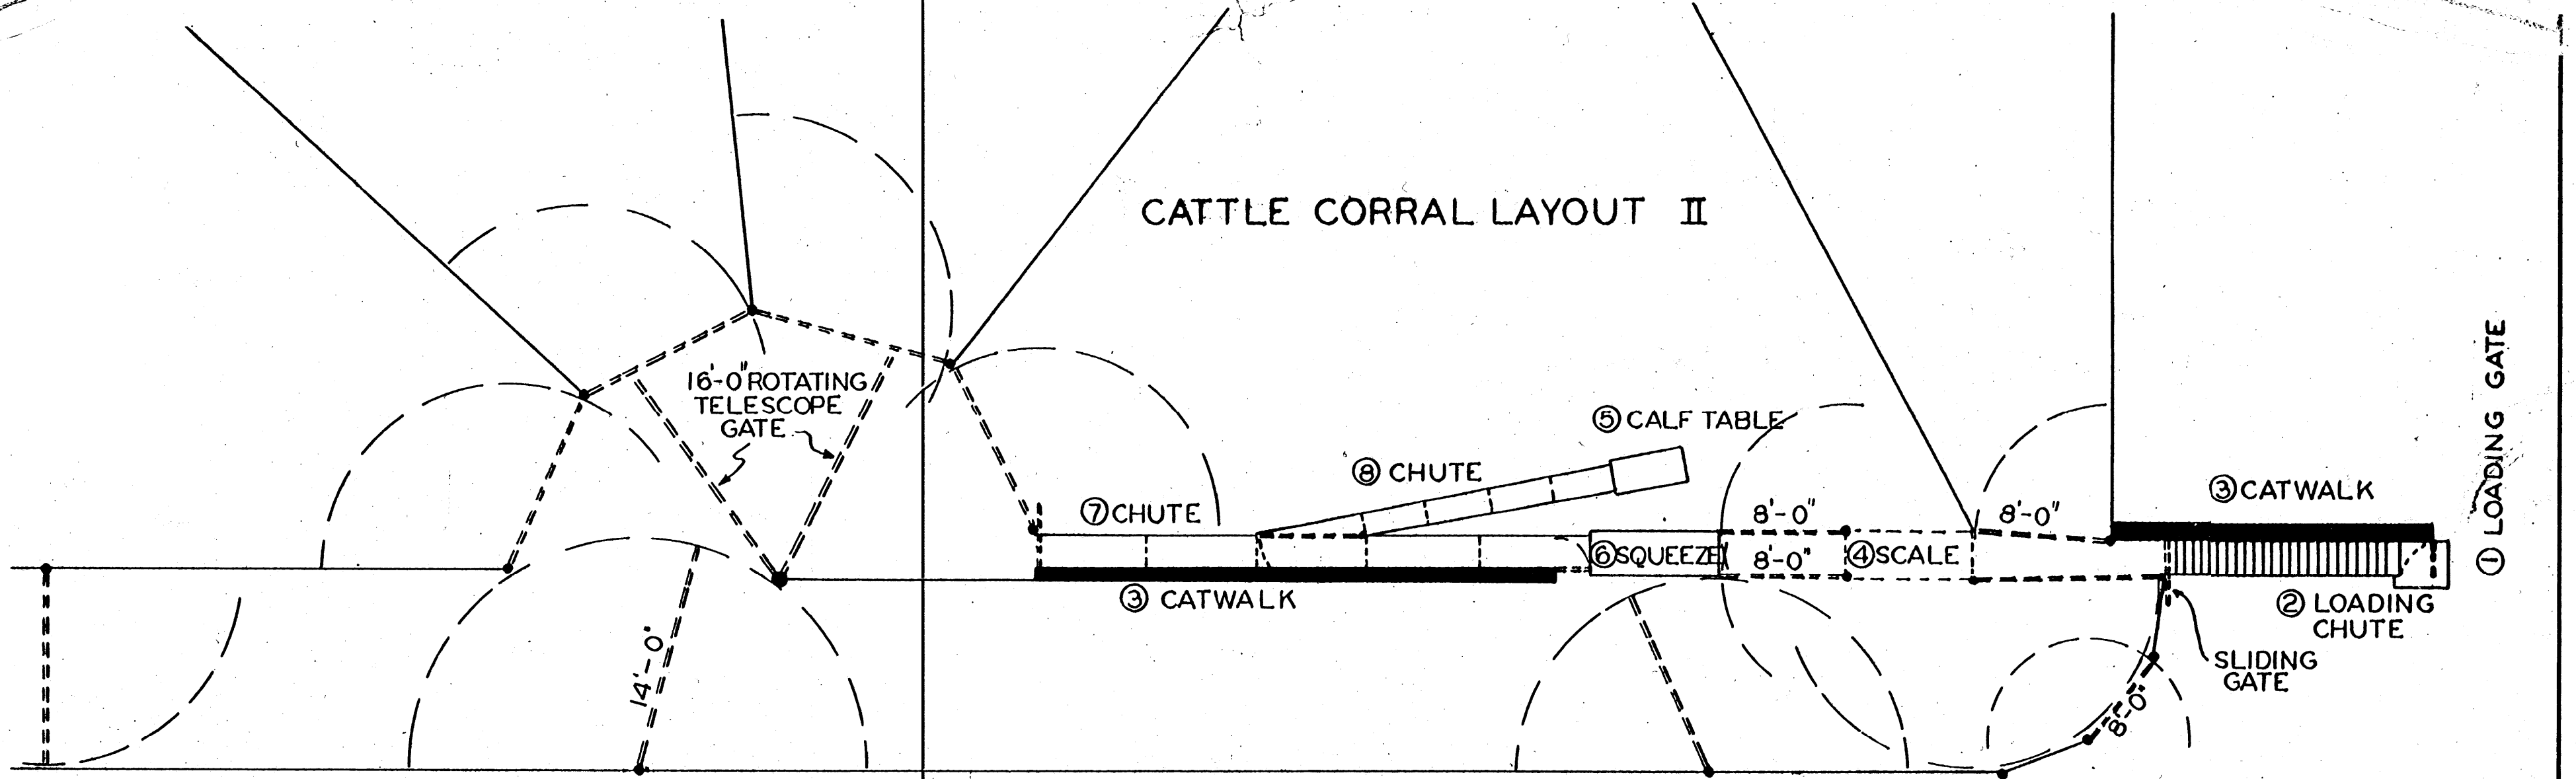 CATTLE CORRAL LAYOUT II
16'-0" ROTATING
TELESCOPE
GATE
14'-0"
⑦ CHUTE
③ CATWALK
⑧ CHUTE
⑤ CALF TABLE
⑥ SQUEEZE
8'-0"
8'-0"
④ SCALE
8'-0"
③ CATWALK
② LOADING
CHUTE
SLIDING
GATE
8'-0"
① LOADING GATE